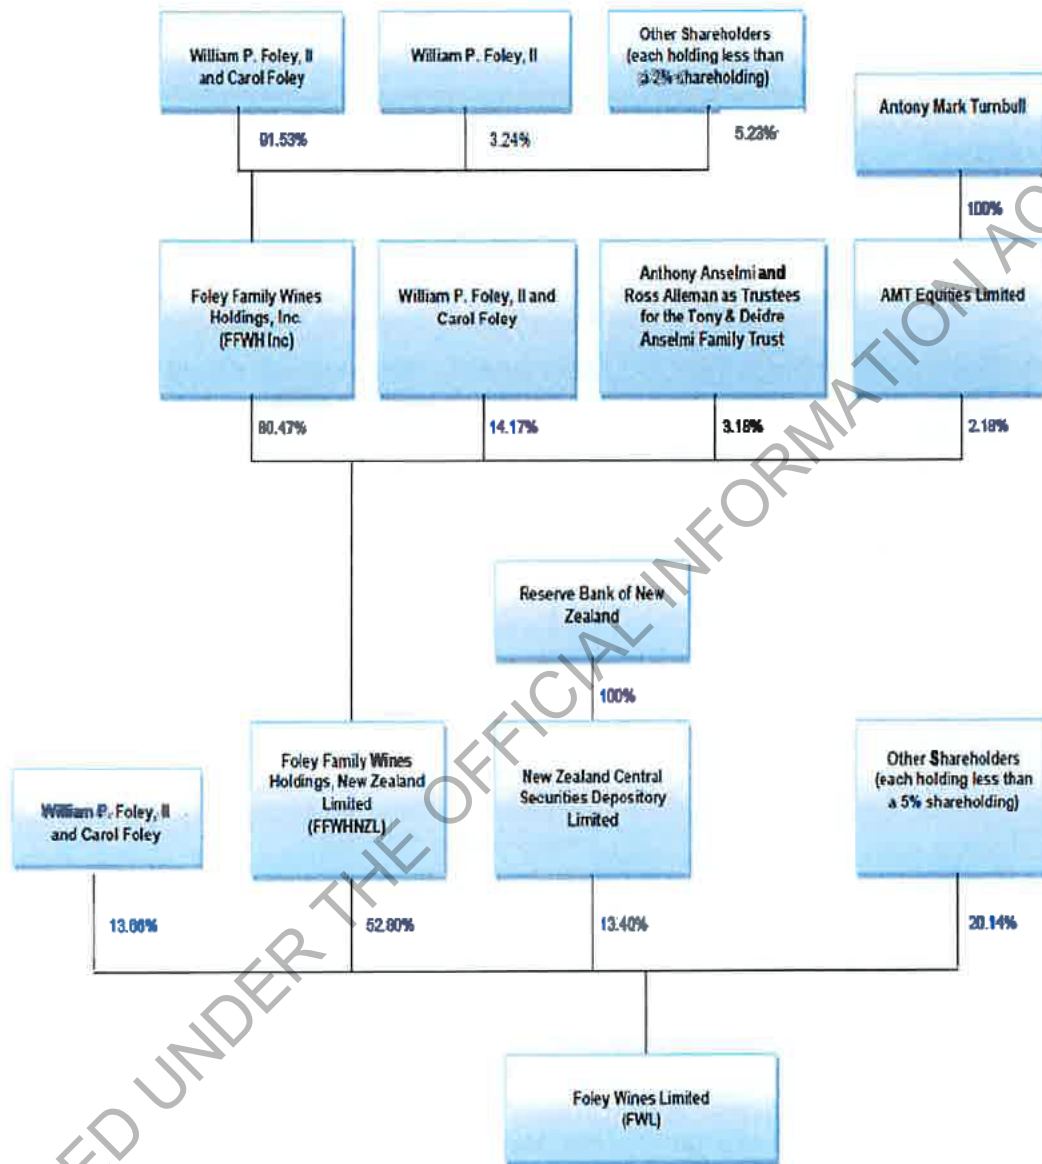 William P. Foley, II
and Carol Foley
William P. Foley, II
Other Shareholders
(each holding less than
a 2% shareholding)
Antony Mark Turnbull
91.53%
3.24%
5.23%
100%
Foley Family Wines
Holdings, Inc.
(FFWH Inc)
William P. Foley, II and
Carol Foley
Anthony Anselmi and
Ross Alleman as Trustees
for the Tony & Deidre
Anselmi Family Trust
AMT Equities Limited
80.47%
14.17%
3.18%
2.18%
Reserve Bank of New
Zealand
100%
William P. Foley, II
and Carol Foley
Foley Family Wines
Holdings, New Zealand
Limited
(FFWHNZL)
New Zealand Central
Securities Depository
Limited
Other Shareholders
(each holding less than
a 5% shareholding)
13.66%
52.80%
13.40%
20.14%
Foley Wines Limited
(FWL)
ED UNDER THE OFFICIAL INFORMATION AC